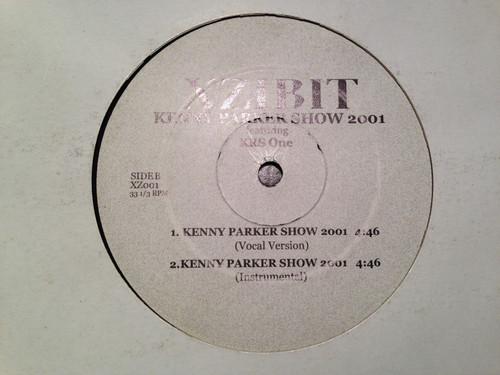 XZIBIT
KENNY PARKER SHOW 2001
featuring
KRS One
SIDE B
XZ001
33 1/3 RPM
1. KENNY PARKER SHOW 2001 4:46
(Vocal Version)
2.KENNY PARKER SHOW 2001 4:46
(Instrumental)